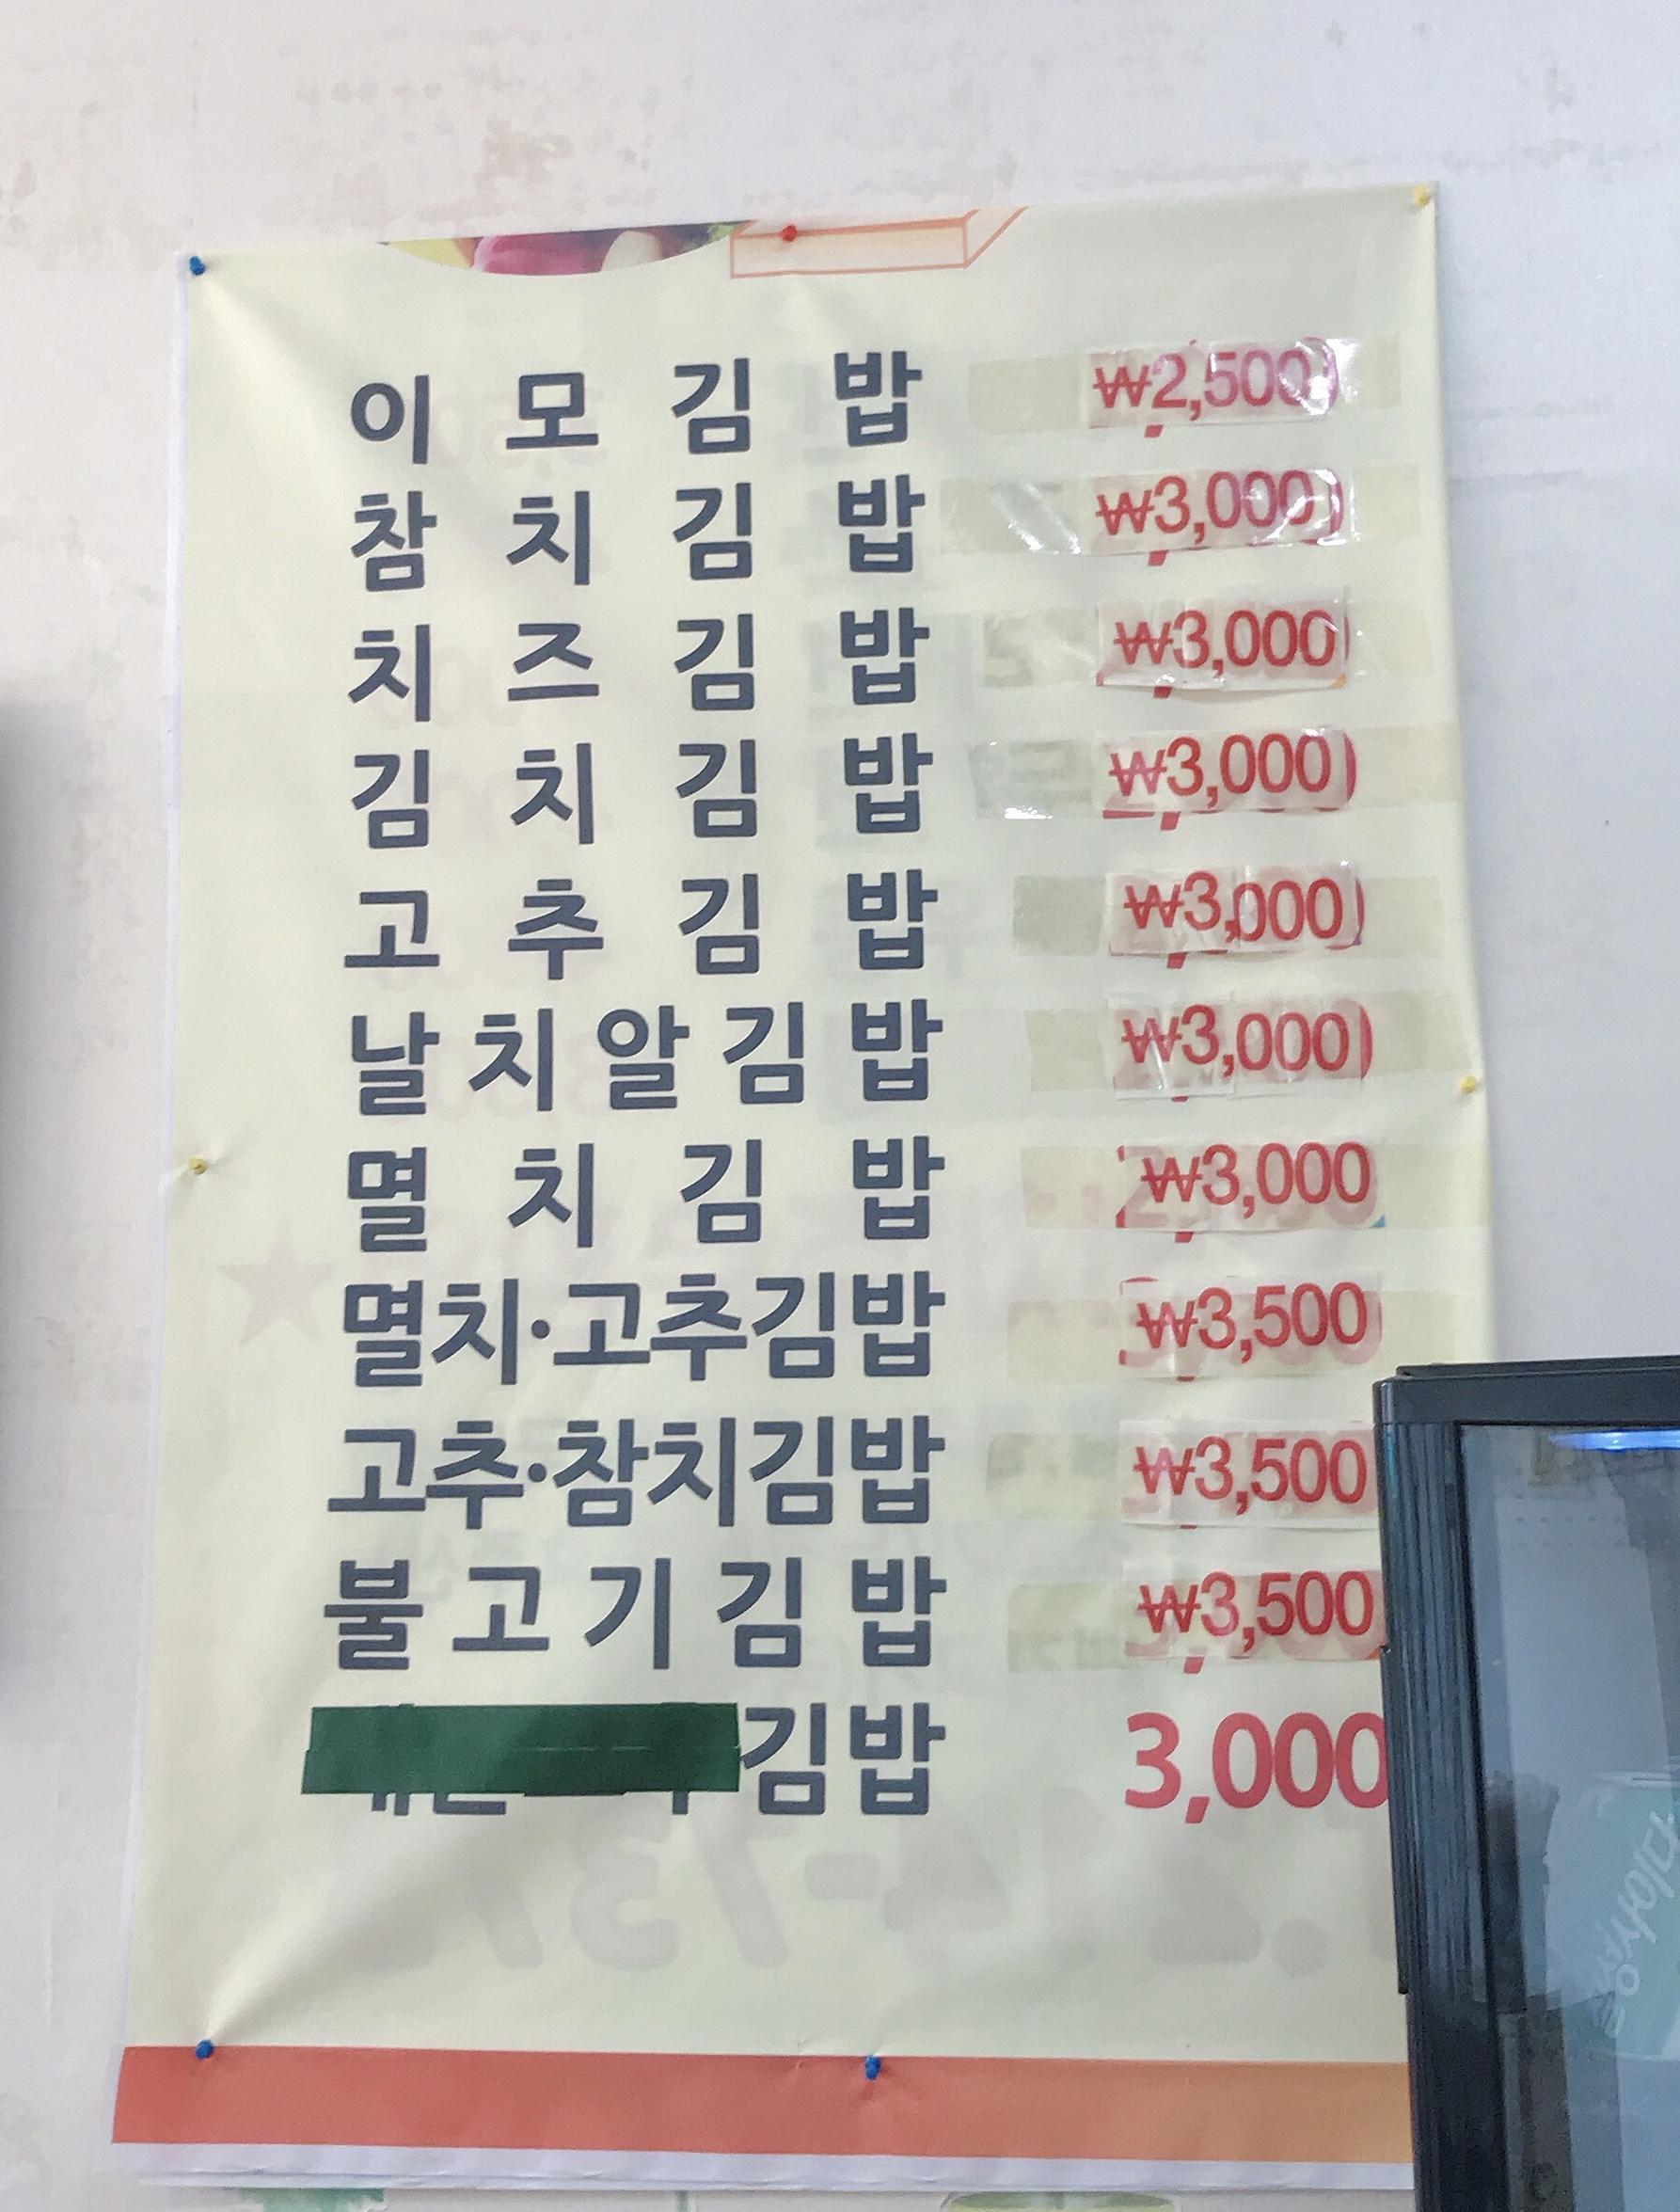 이모김밥 ₩2,500
참치김밥 ₩3,000
치즈김밥 ₩3,000
김치김밥 ₩3,000
고추김밥 ₩3,000
날치알김밥 ₩3,000
멸치김밥 ₩3,000
멸치·고추김밥 ₩3,500
고추·참치김밥 ₩3,500
불고기김밥 ₩3,500
김밥 3,000